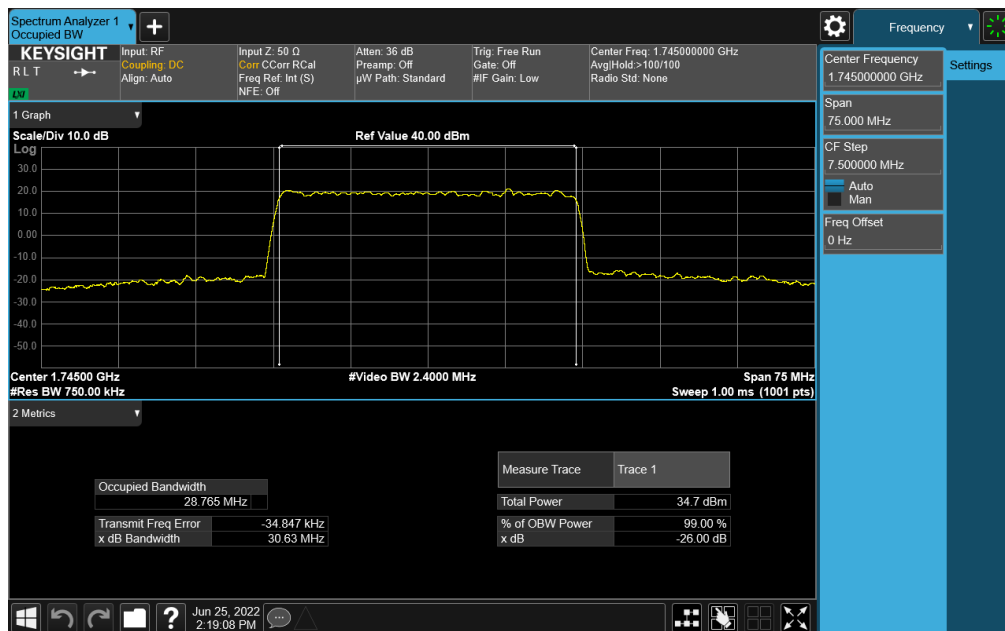 Spectrum Analyzer 1
Occupied BW
Frequency
KEYSIGHT
R L T
LXI
Input: RF
Coupling: DC
Align: Auto
Input Z: 50 Ω
Corr CCorr RCal
Freq Ref: Int (S)
NFE: Off
Atten: 36 dB
Preamp: Off
µW Path: Standard
Trig: Free Run
Gate: Off
#IF Gain: Low
Center Freq: 1.745000000 GHz
Avg|Hold:>100/100
Radio Std: None
Center Frequency
1.745000000 GHz
Settings
Span
75.000 MHz
CF Step
7.500000 MHz
Auto
Man
Freq Offset
0 Hz
1 Graph
Scale/Div 10.0 dB
Ref Value 40.00 dBm
Log
30.0
20.0
10.0
0.00
-10.0
-20.0
-30.0
-40.0
-50.0
Center 1.74500 GHz
#Video BW 2.4000 MHz
Span 75 MHz
#Res BW 750.00 kHz
Sweep 1.00 ms (1001 pts)
2 Metrics
Measure Trace Trace 1
Occupied Bandwidth
28.765 MHz
Total Power 34.7 dBm
Transmit Freq Error -34.847 kHz
% of OBW Power 99.00 %
x dB Bandwidth 30.63 MHz
x dB -26.00 dB
?
Jun 25, 2022
2:19:08 PM